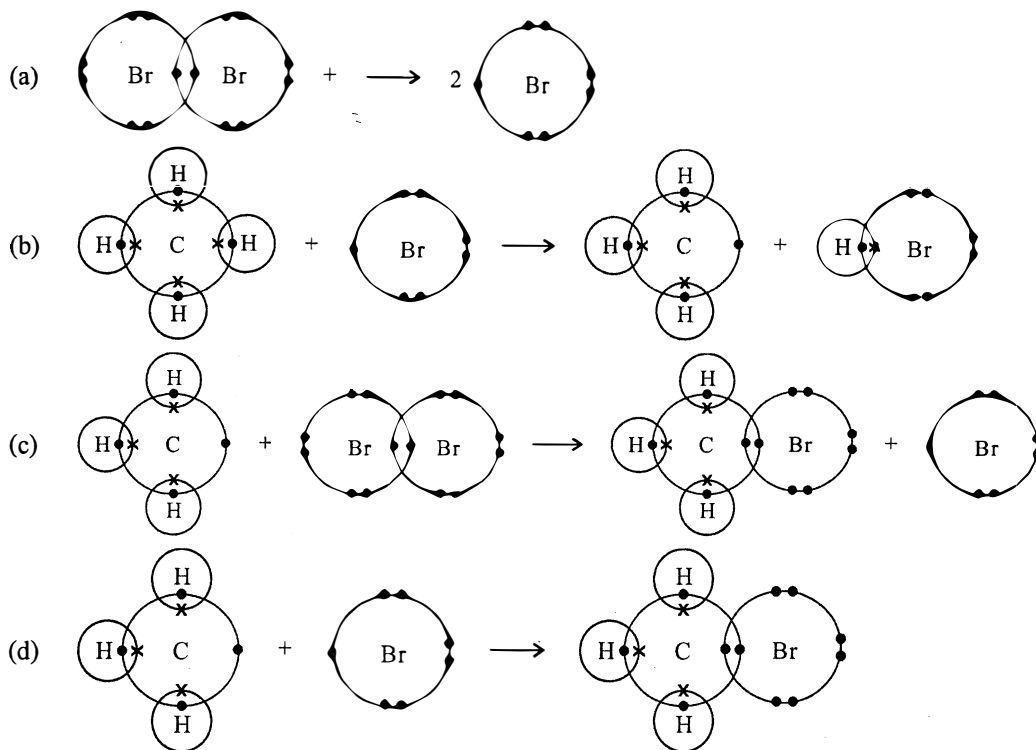 (a) Br Br + → 2 Br
H
(b) H C H + Br → H C + H Br
H H
H H
(c) H C + Br Br → H C Br + Br
H H
H H
(d) H C + Br → H C Br
H H